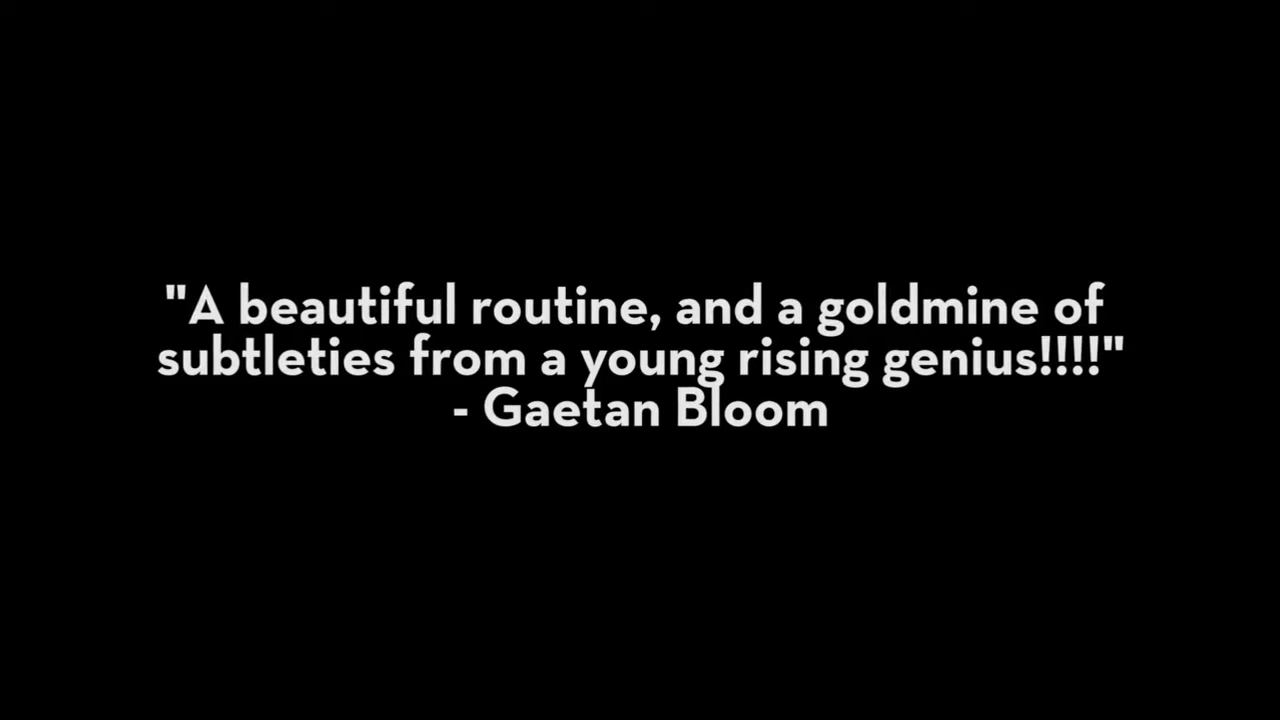 "A beautiful routine, and a goldmine of
subtleties from a young rising genius!!!!"
- Gaetan Bloom